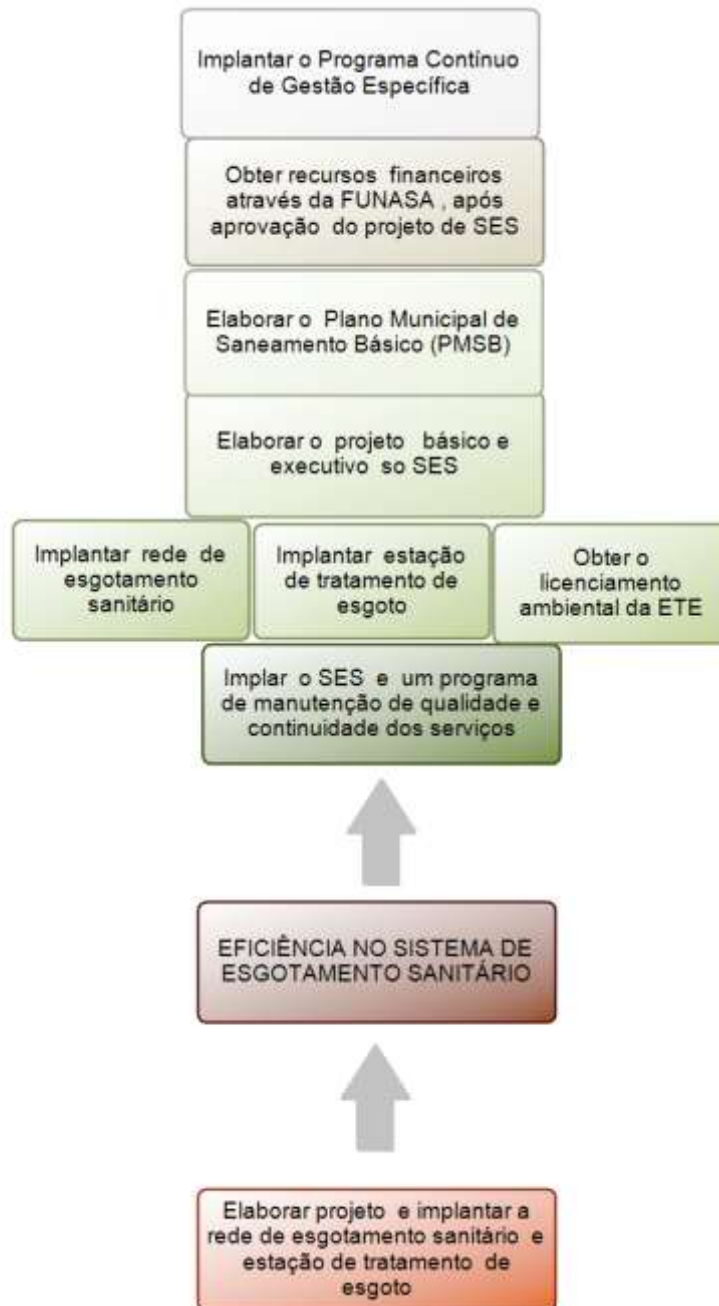 Implantar o Programa Contínuo
de Gestão Específica
Obter recursos financeiros
através da FUNASA , após
aprovação do projeto de SES
Elaborar o Plano Municipal de
Saneamento Básico (PMSB)
Elaborar o projeto básico e
executivo so SES
Implantar rede de
esgotamento
sanitário
Implantar estação
de tratamento de
esgoto
Obter o
licenciamento
ambiental da ETE
Implar o SES e um programa
de manutenção de qualidade e
continuidade dos serviços
EFICIÊNCIA NO SISTEMA DE
ESGOTAMENTO SANITÁRIO
Elaborar projeto e implantar a
rede de esgotamento sanitário e
estação de tratamento de
esgoto